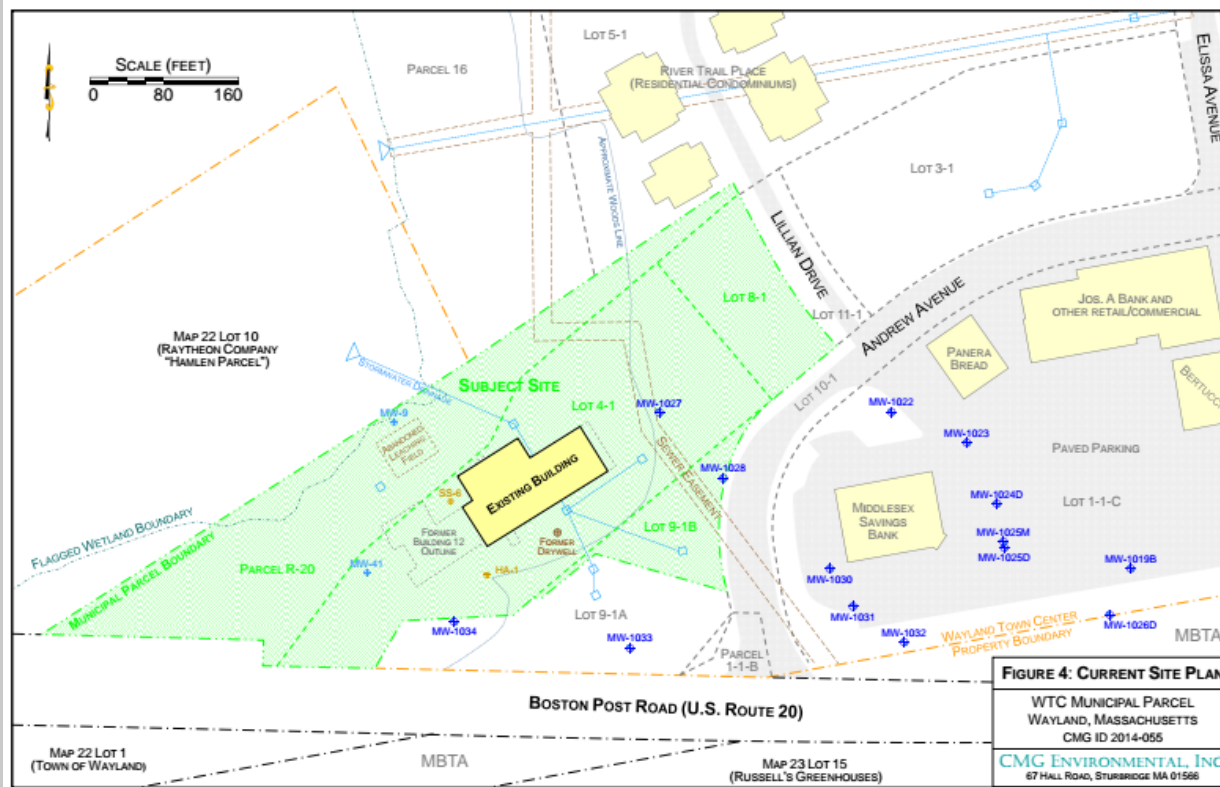 SCALE (FEET)
0 80 160
LOT 5-1
PARCEL 16
RIVER TRAIL PLACE
(RESIDENTIAL CONDOMINIUMS)
ELISSA AVENUE
APPROXIMATE WOODS LINE
LOT 3-1
LILLIAN DRIVE
LOT 8-1
LOT 11-1
ANDREW AVENUE
JOS. A BANK AND
OTHER RETAIL/COMMERCIAL
MAP 22 LOT 10
(RAYTHEON COMPANY
"HAMLEN PARCEL")
STORMWATER DRAINAGE
SUBJECT SITE
LOT 4-1
PANERA
BREAD
BERTUCC
LOT 10-1
MW-9
MW-1027
MW-1022
MW-1023
ABANDONED
LEACHING
FIELD
SEWER EASEMENT
PAVED PARKING
EXISTING BUILDING
MW-1028
SS-6
MW-1024D
LOT 1-1-C
MIDDLESEX
SAVINGS
BANK
FLAGGED WETLAND BOUNDARY
FORMER
BUILDING 12
OUTLINE
FORMER
DRYWELL
LOT 9-1B
MW-1025M
MW-1025D
MW-41
PARCEL R-20
HA-1
MW-1030
MW-1019B
MUNICIPAL PARCEL BOUNDARY
LOT 9-1A
MW-1031
MW-1034
MW-1033
MW-1032
MW-1026D
WAYLAND TOWN CENTER
PROPERTY BOUNDARY
MBTA
PARCEL
1-1-B
BOSTON POST ROAD (U.S. ROUTE 20)
MAP 22 LOT 1
(TOWN OF WAYLAND)
MBTA
MAP 23 LOT 15
(RUSSELL'S GREENHOUSES)
FIGURE 4: CURRENT SITE PLAN
WTC MUNICIPAL PARCEL
WAYLAND, MASSACHUSETTS
CMG ID 2014-055
CMG ENVIRONMENTAL, INC
67 HALL ROAD, STURBRIDGE MA 01566